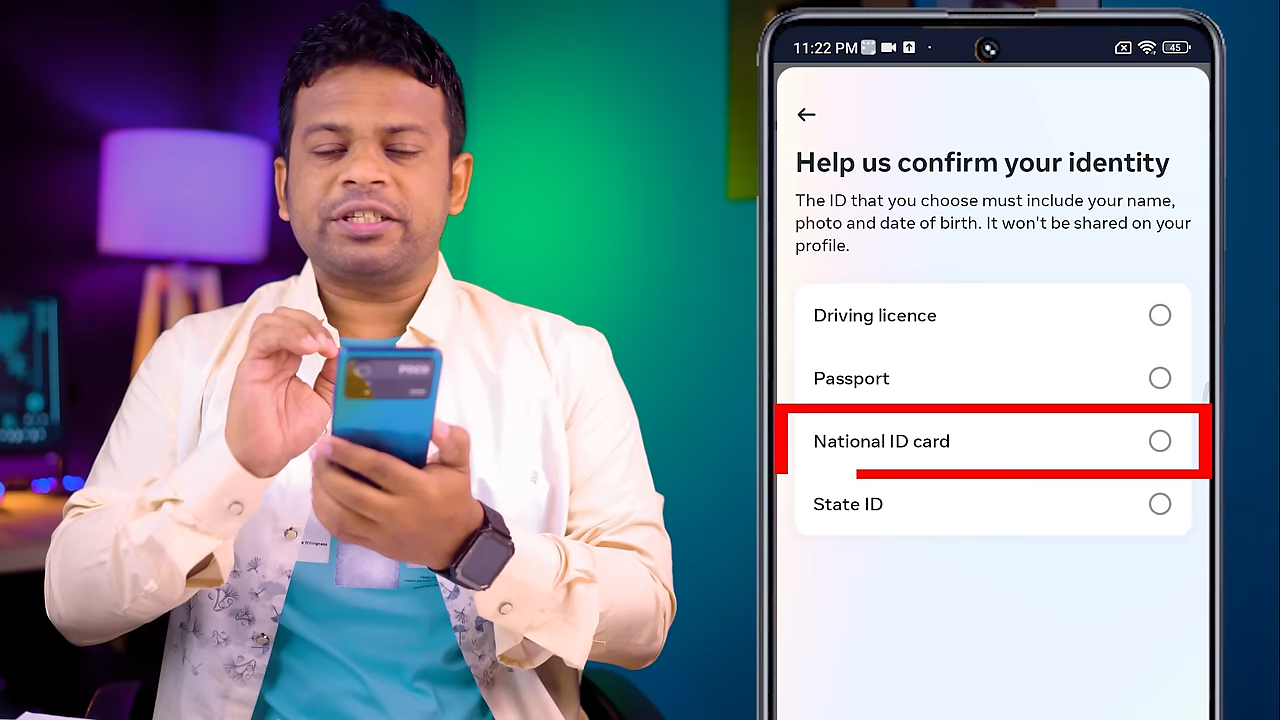 11:22 PM
45
Help us confirm your identity
The ID that you choose must include your name,
photo and date of birth. It won't be shared on your
profile.
Driving licence
Passport
National ID card
State ID
POCO